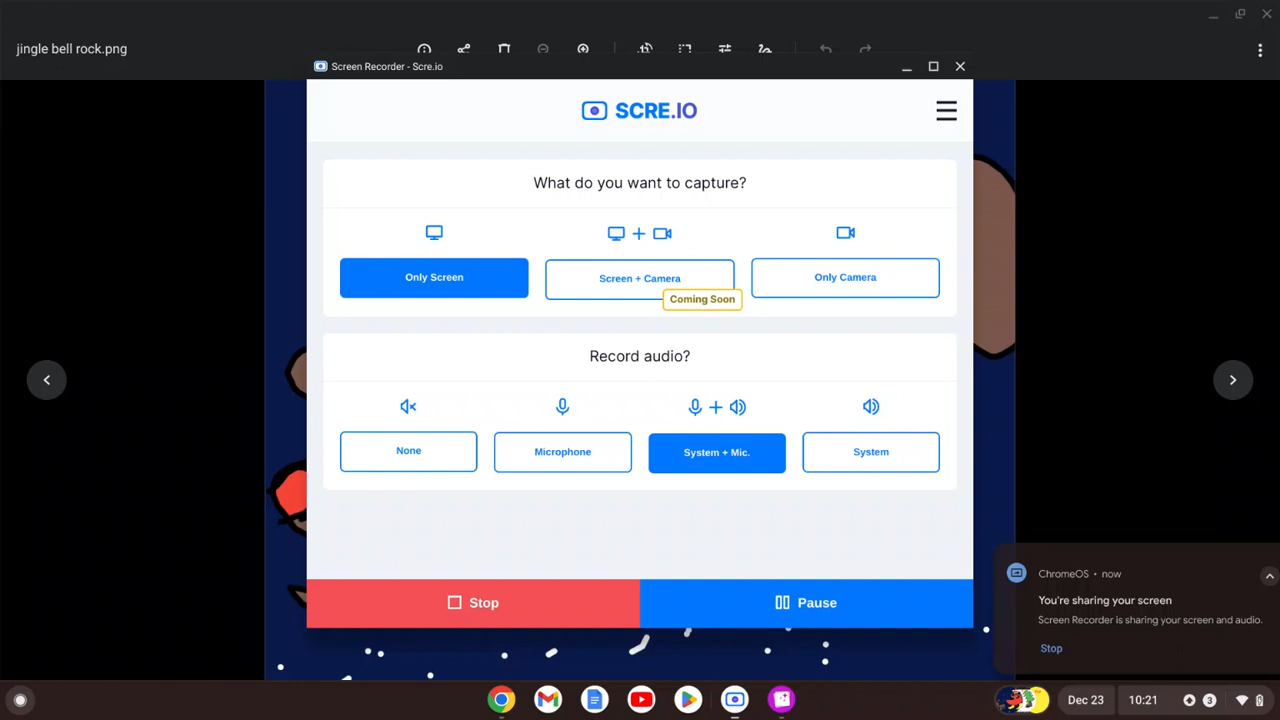 jingle bell rock.png
Screen Recorder - Scre.io
SCRE.IO
What do you want to capture?
Only Screen
Screen + Camera
Only Camera
Coming Soon
Record audio?
None
Microphone
System + Mic.
System
Stop
Pause
ChromeOS • now
You're sharing your screen
Screen Recorder is sharing your screen and audio.
Stop
Dec 23
10:21
3